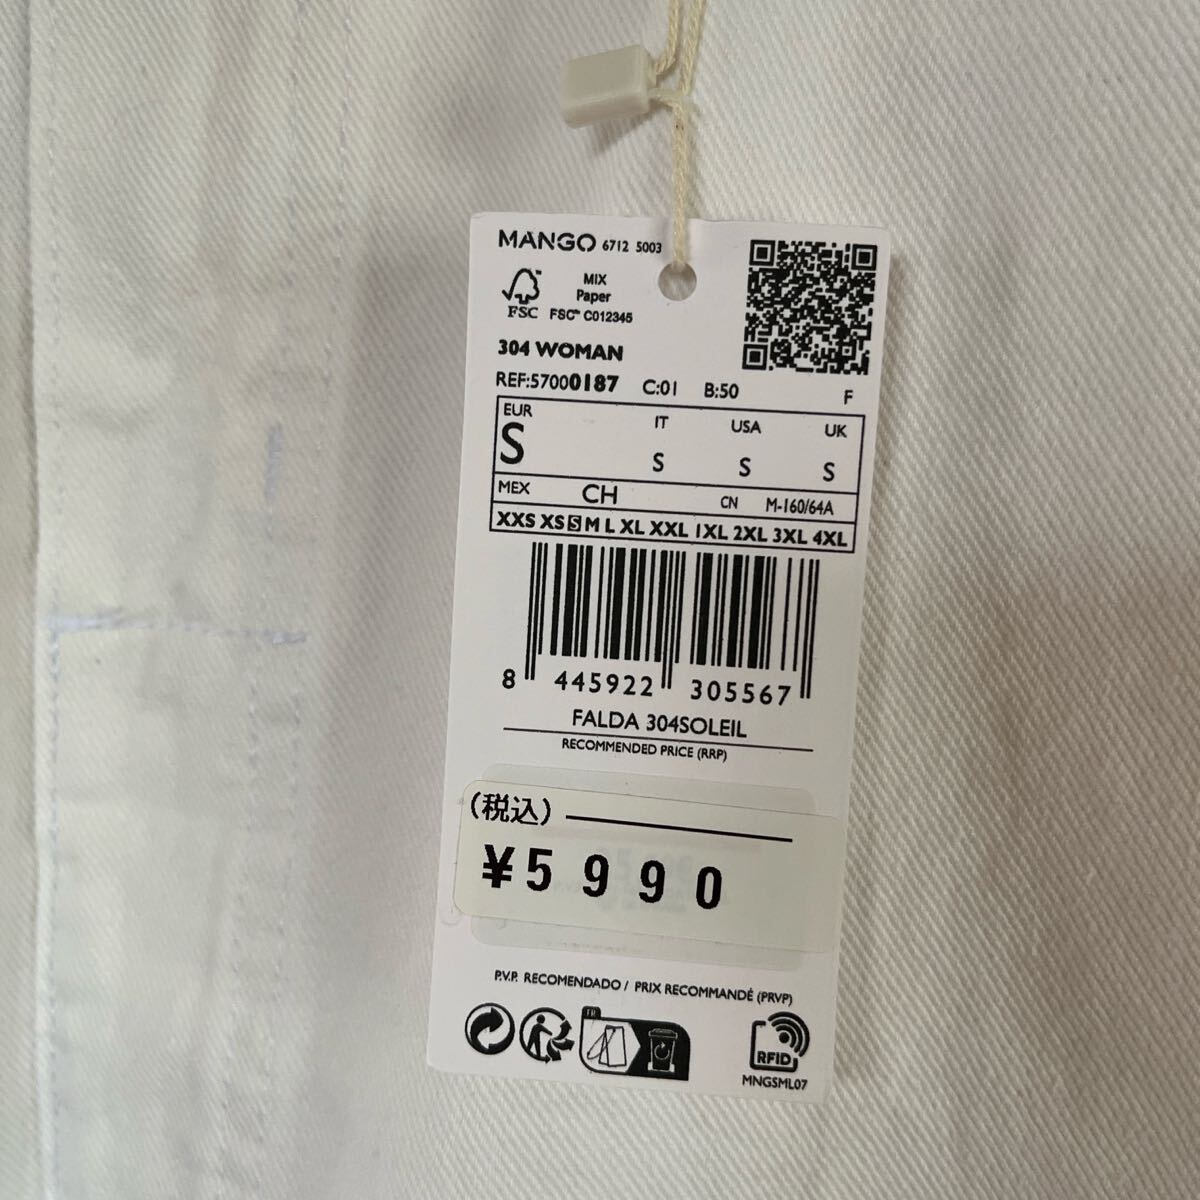 MANGO 6712 5003
MIX
Paper
FSC FSC™ C012345
304 WOMAN
REF:57000187 C:01 B:50 F
EUR IT USA UK
S S S S
MEX CH CN M-160/64A
XXS XS S M L XL XXL 1XL 2XL 3XL 4XL
8 445922 305567
FALDA 304SOLEIL
RECOMMENDED PRICE (RRP)
(税込)
¥5990
P.V.P. RECOMENDADO / PRIX RECOMMANDÉ (PRVP)
FR
RFID
MNGSML07